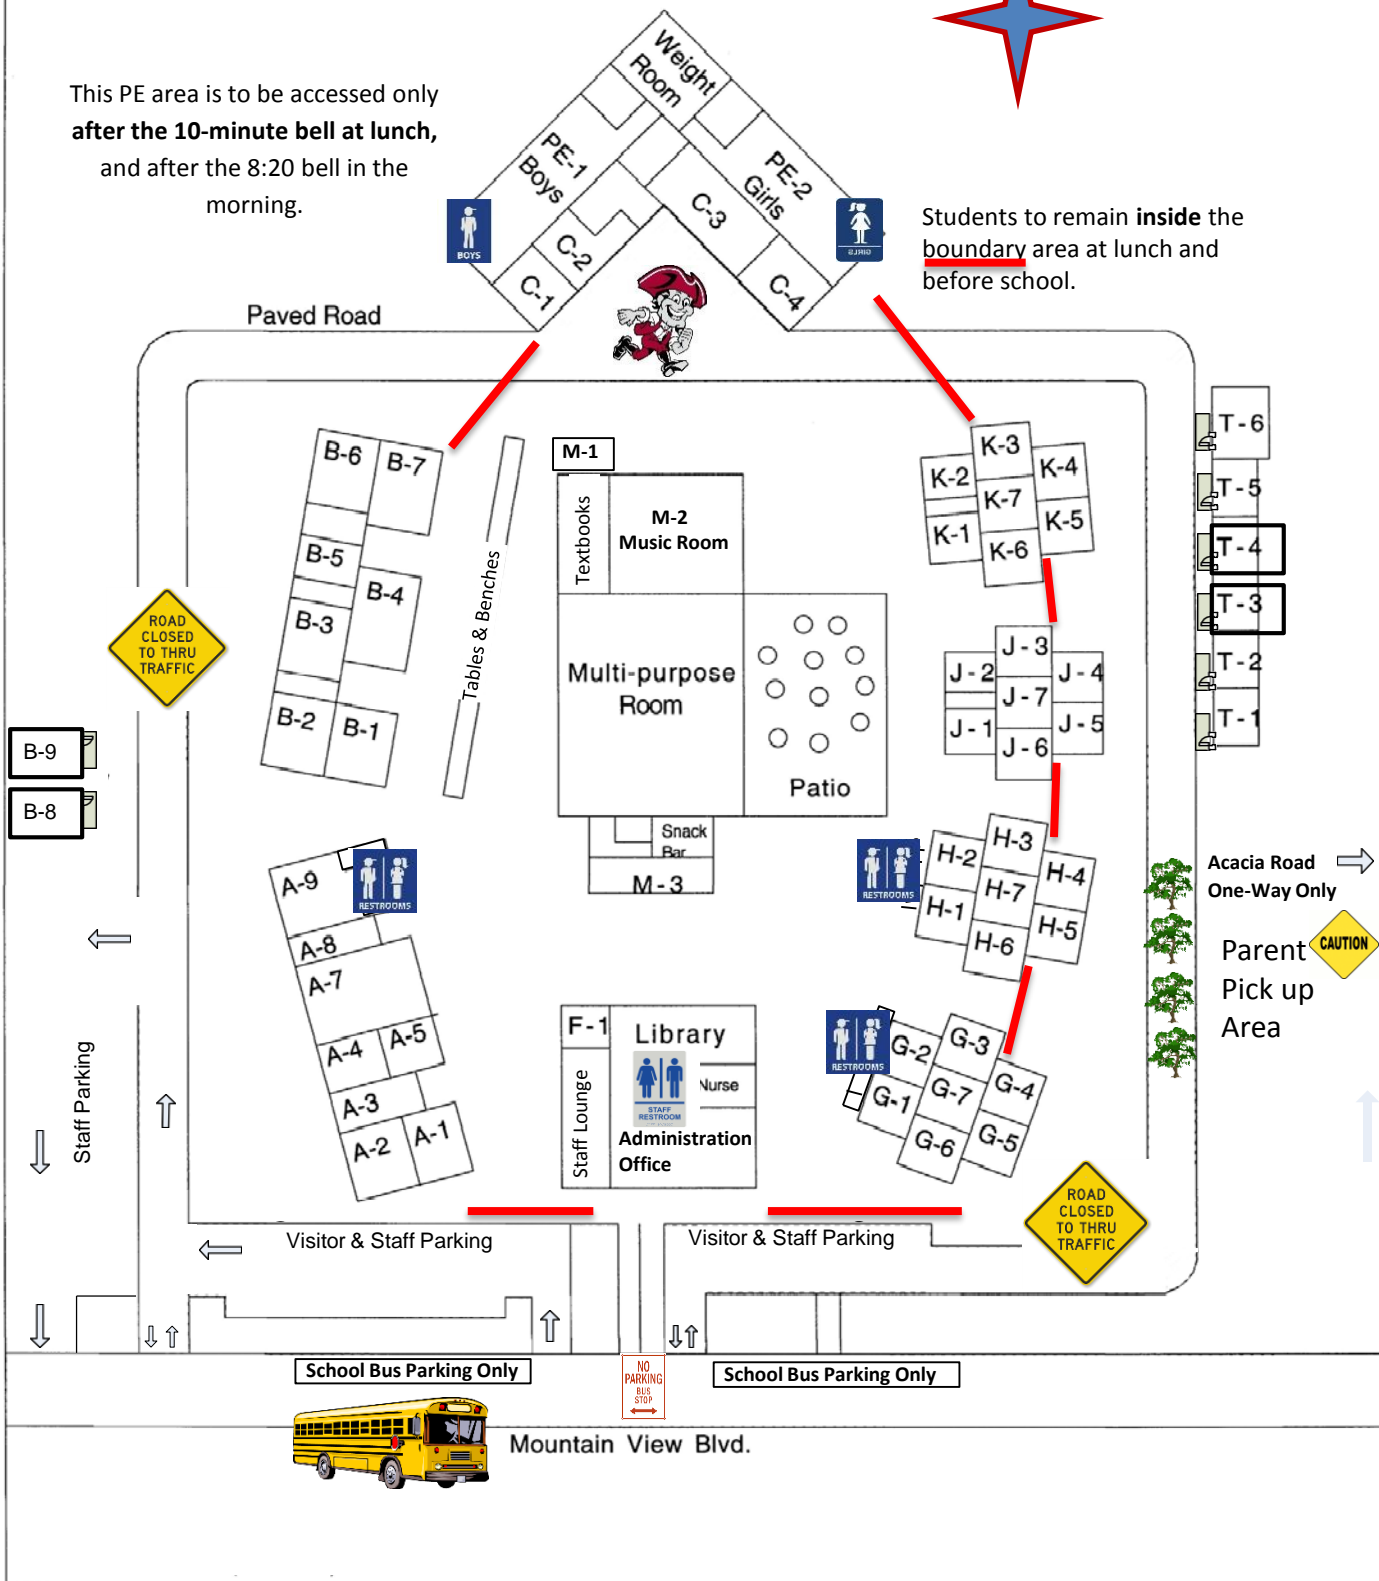 This PE area is to be accessed only
after the 10-minute bell at lunch,
and after the 8:20 bell in the
morning.
Weight
Room
PE-1
Boys
PE-2
Girls
C-1
C-2
C-3
C-4
BOYS
GIRLS
Students to remain inside the
boundary area at lunch and
before school.
Paved Road
B-6
B-7
B-5
B-4
B-3
B-2
B-1
Tables & Benches
M-1
Textbooks
M-2
Music Room
Multi-purpose
Room
Patio
Snack
Bar
M-3
K-3
K-2
K-4
K-7
K-1
K-5
K-6
J-3
J-2
J-4
J-7
J-1
J-5
J-6
T-6
T-5
T-4
T-3
T-2
T-1
ROAD
CLOSED
TO THRU
TRAFFIC
B-9
B-8
A-9
RESTROOMS
A-8
A-7
A-5
A-4
A-3
A-1
A-2
RESTROOMS
H-3
H-2
H-4
H-7
H-1
H-5
H-6
Acacia Road
One-Way Only
Parent
Pick up
Area
CAUTION
F-1
Library
Staff Lounge
Nurse
STAFF
RESTROOM
Administration
Office
RESTROOMS
G-3
G-2
G-4
G-7
G-1
G-5
G-6
Staff Parking
ROAD
CLOSED
TO THRU
TRAFFIC
Visitor & Staff Parking
Visitor & Staff Parking
School Bus Parking Only
NO
PARKING
BUS
STOP
School Bus Parking Only
Mountain View Blvd.